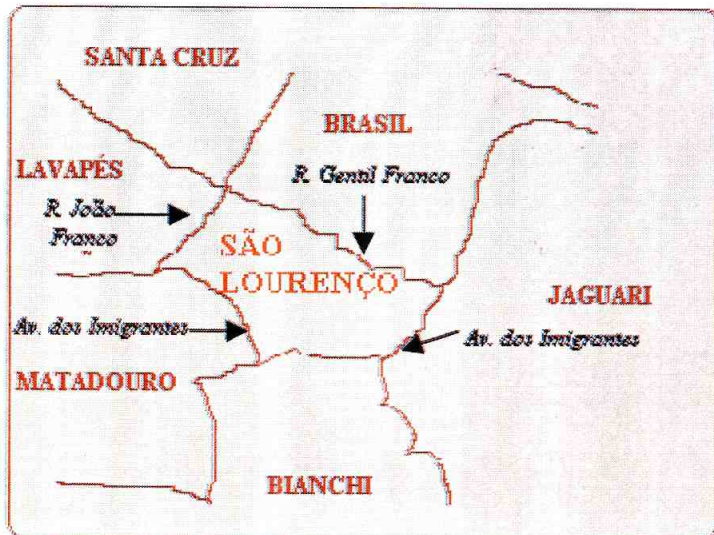 SANTA CRUZ
BRASIL
LAVAPÉS
R. Gentil Franco
R. João
Franco
SÃO
LOURENÇO
JAGUARI
Av. dos Imigrantes
Av. dos Imigrantes
MATADOURO
BIANCHI